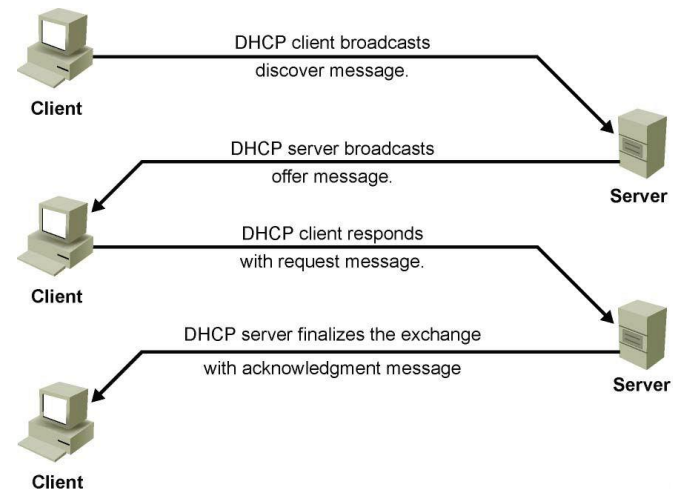 DHCP client broadcasts
discover message.
Client
DHCP server broadcasts
offer message.
Server
DHCP client responds
with request message.
Client
DHCP server finalizes the exchange
with acknowledgment message
Server
Client